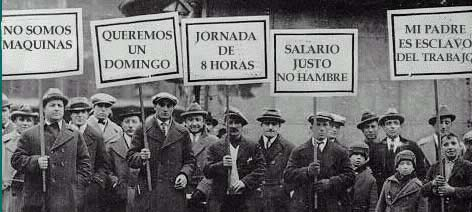 NO SOMOS
MAQUINAS
QUEREMOS
UN
DOMINGO
JORNADA
DE
8 HORAS
SALARIO
JUSTO
NO HAMBRE
MI PADRE
ES ESCLAVO
DEL TRABAJO